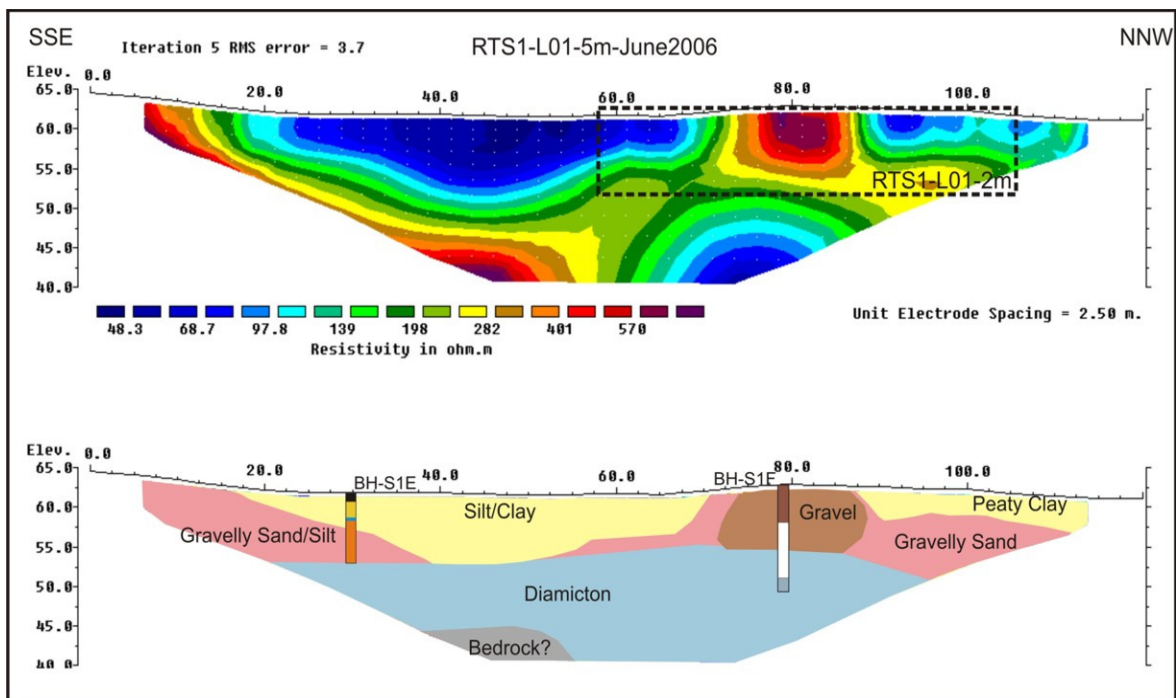 SSE
Iteration 5 RMS error = 3.7
RTS1-L01-5m-June2006
NNW
Elev.
0.0
20.0
40.0
60.0
80.0
100.0
65.0
60.0
55.0
50.0
45.0
40.0
RTS1-L01-2m
48.3 68.7 97.8 139 198 282 401 570
Resistivity in ohm.m
Unit Electrode Spacing = 2.50 m.
Elev.
0.0
20.0
40.0
60.0
80.0
100.0
65.0
60.0
55.0
50.0
45.0
40.0
BH-S1E
BH-S1F
Silt/Clay
Gravel
Peaty Clay
Gravelly Sand/Silt
Gravelly Sand
Diamicton
Bedrock?